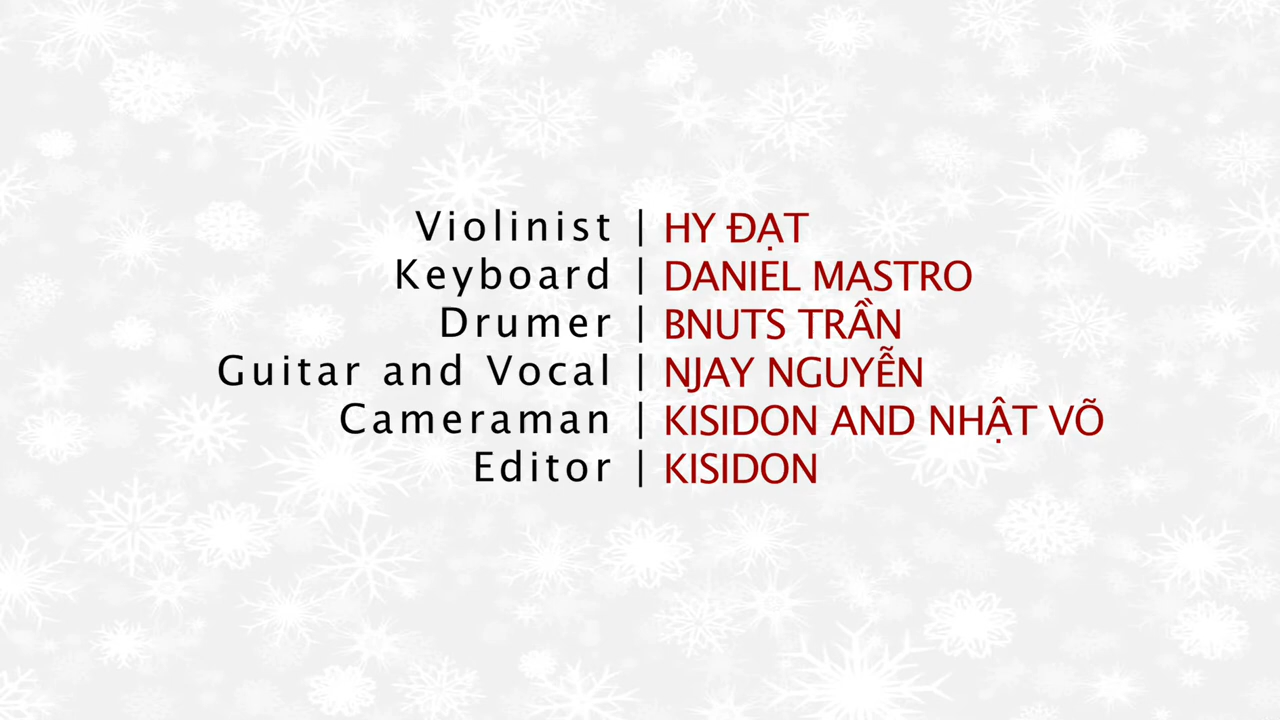 Violinist | HY ĐẠT
Keyboard | DANIEL MASTRO
Drumer | BNUTS TRẦN
Guitar and Vocal | NJAY NGUYỄN
Cameraman | KISIDON AND NHẬT VÕ
Editor | KISIDON